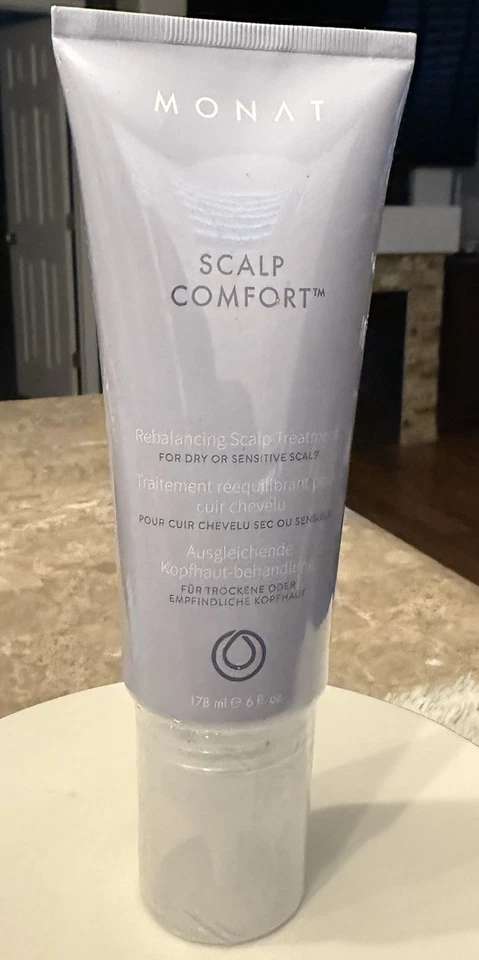 MONAT
SCALP
COMFORT™
Rebalancing Scalp Treatment
FOR DRY OR SENSITIVE SCALP
Traitement rééquilibrant pour
cuir chevelu
POUR CUIR CHEVELU SEC OU SENSIBLE
Ausgleichende
Kopfhaut-behandlung
FÜR TROCKENE ODER
EMPFINDLICHE KOPFHAUT
178 ml ℮ 6 fl. oz.